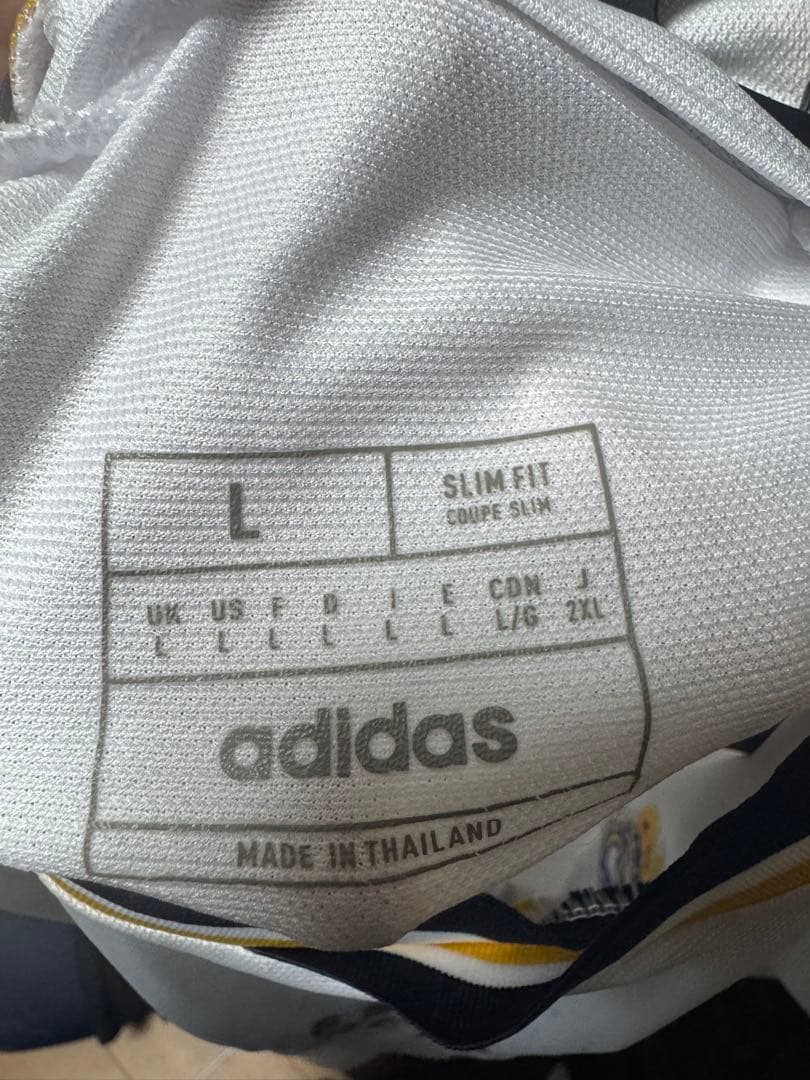 L
SLIM FIT
COUPE SLIM
UK US F D I E CDN J
L L L L L L L/G 2XL
adidas
MADE IN THAILAND